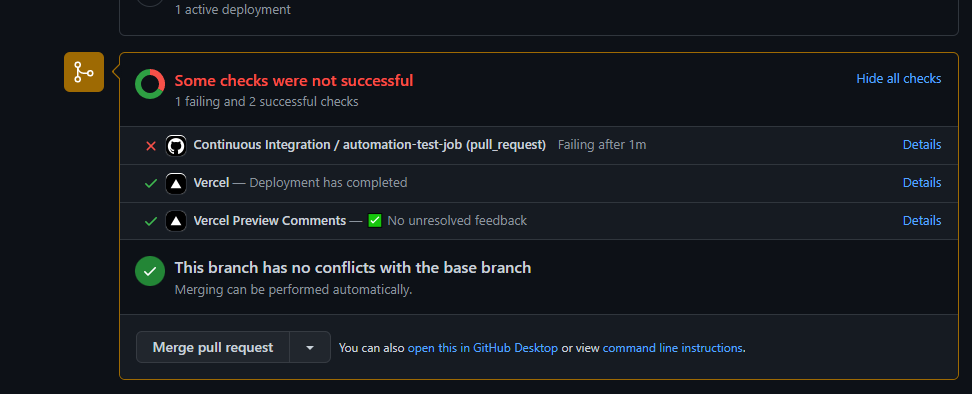 1 active deployment
Some checks were not successful
Hide all checks
1 failing and 2 successful checks
Continuous Integration / automation-test-job (pull_request) Failing after 1m
Details
Vercel — Deployment has completed
Details
Vercel Preview Comments — ✅ No unresolved feedback
Details
This branch has no conflicts with the base branch
Merging can be performed automatically.
Merge pull request
You can also open this in GitHub Desktop or view command line instructions.